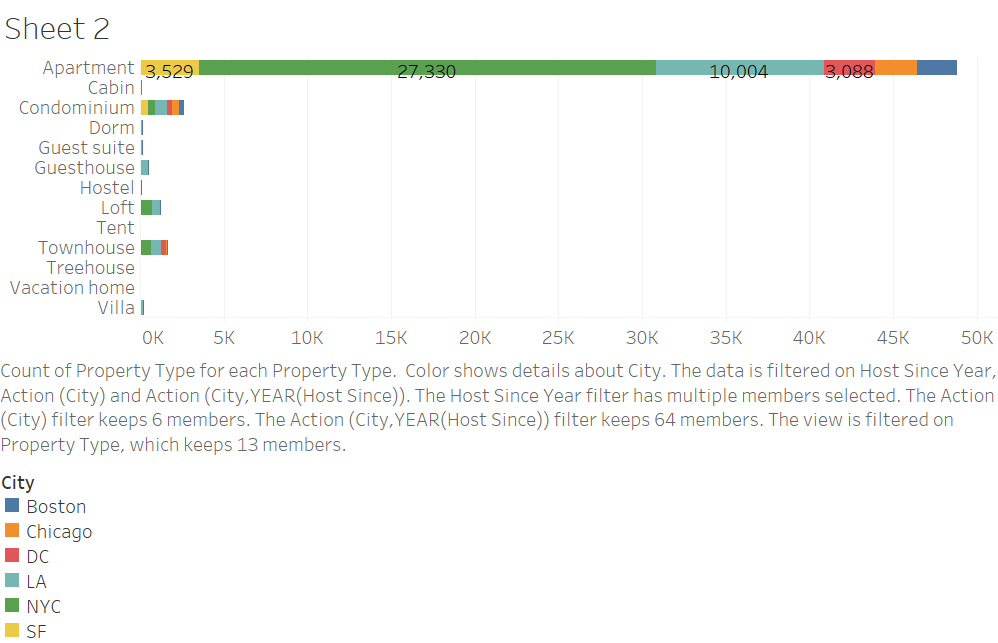 Sheet 2
Apartment 3,529 27,330 10,004 3,088
Cabin
Condominium
Dorm
Guest suite
Guesthouse
Hostel
Loft
Tent
Townhouse
Treehouse
Vacation home
Villa
0K 5K 10K 15K 20K 25K 30K 35K 40K 45K 50K
Count of Property Type for each Property Type.  Color shows details about City. The data is filtered on Host Since Year,
Action (City) and Action (City,YEAR(Host Since)). The Host Since Year filter has multiple members selected. The Action
(City) filter keeps 6 members. The Action (City,YEAR(Host Since)) filter keeps 64 members. The view is filtered on
Property Type, which keeps 13 members.
City
Boston
Chicago
DC
LA
NYC
SF